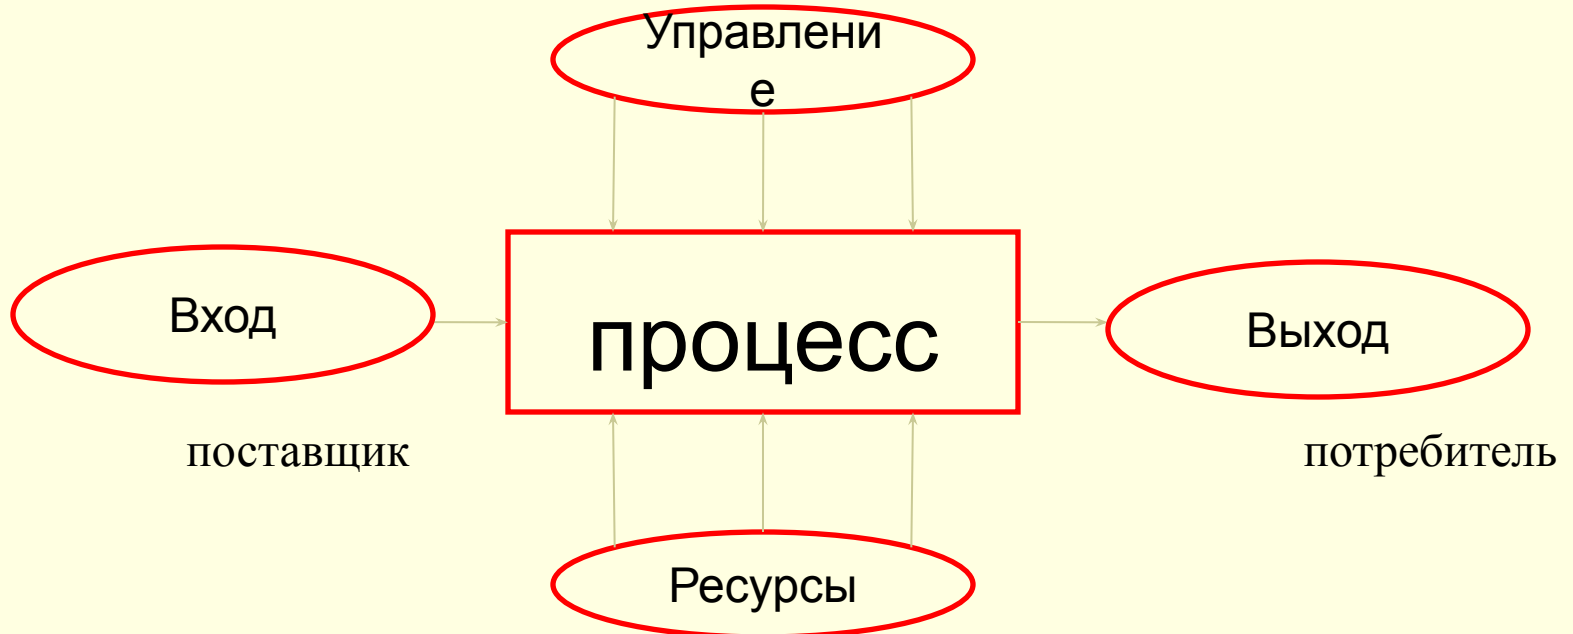 Управлени
е
Вход
процесс
Выход
поставщик
потребитель
Ресурсы